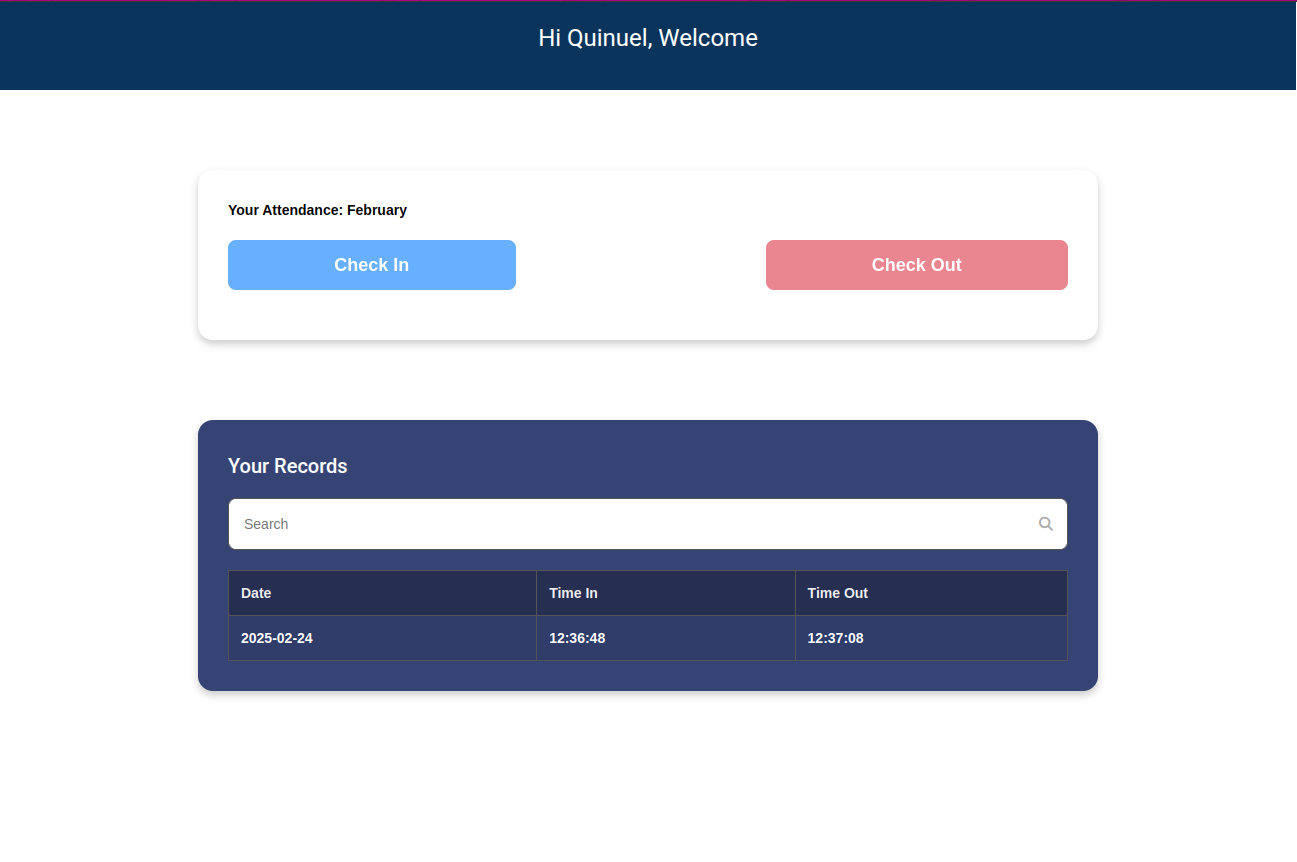 Hi Quinuel, Welcome
Your Attendance: February
Check In Check Out
Your Records
Search
Date Time In Time Out
2025-02-24 12:36:48 12:37:08